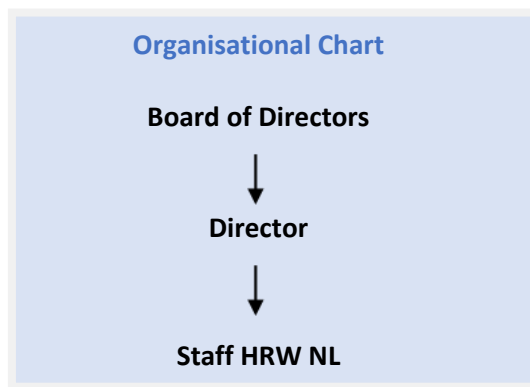 Organisational Chart
Board of Directors
Director
Staff HRW NL